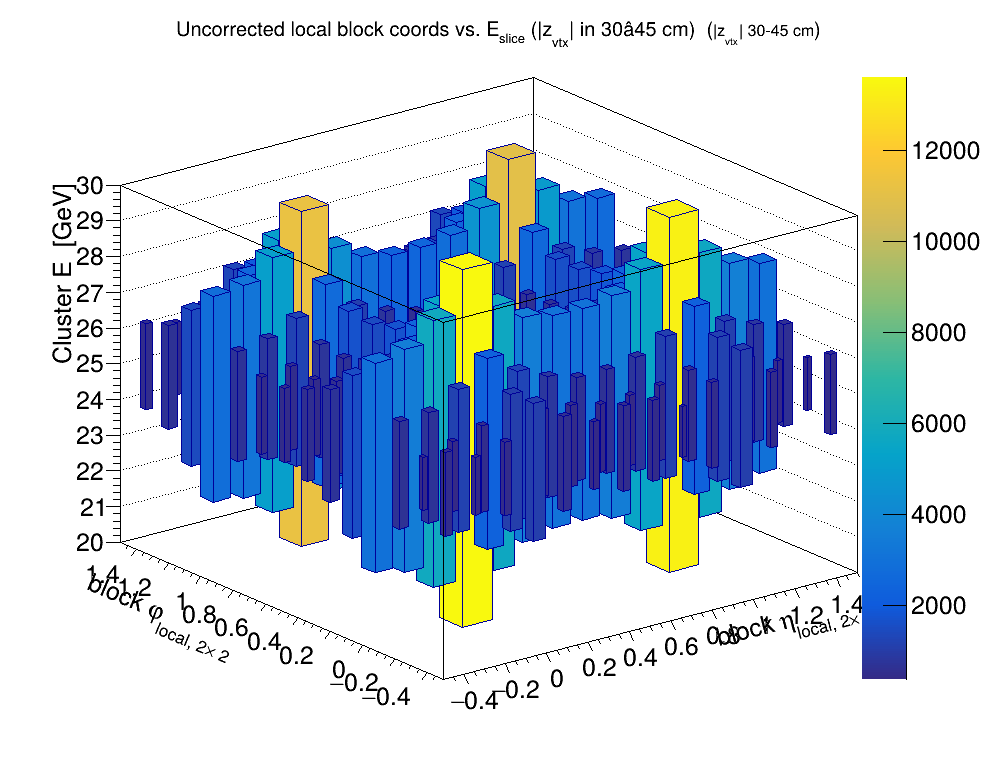 Uncorrected local block coords vs. E_slice (|z_vtx| in 30â45 cm) (|z_vtx| 30-45 cm)
Cluster E [GeV]
30
29
28
27
26
25
24
23
22
21
20
1.4 1.2 1 0.8 0.6 0.4 0.2 0 −0.2 −0.4
block φ local, 2× 2
−0.4 −0.2 0 0.2 0.4 0.6 0.8 1 1.2 1.4
block η local, 2×
12000
10000
8000
6000
4000
2000